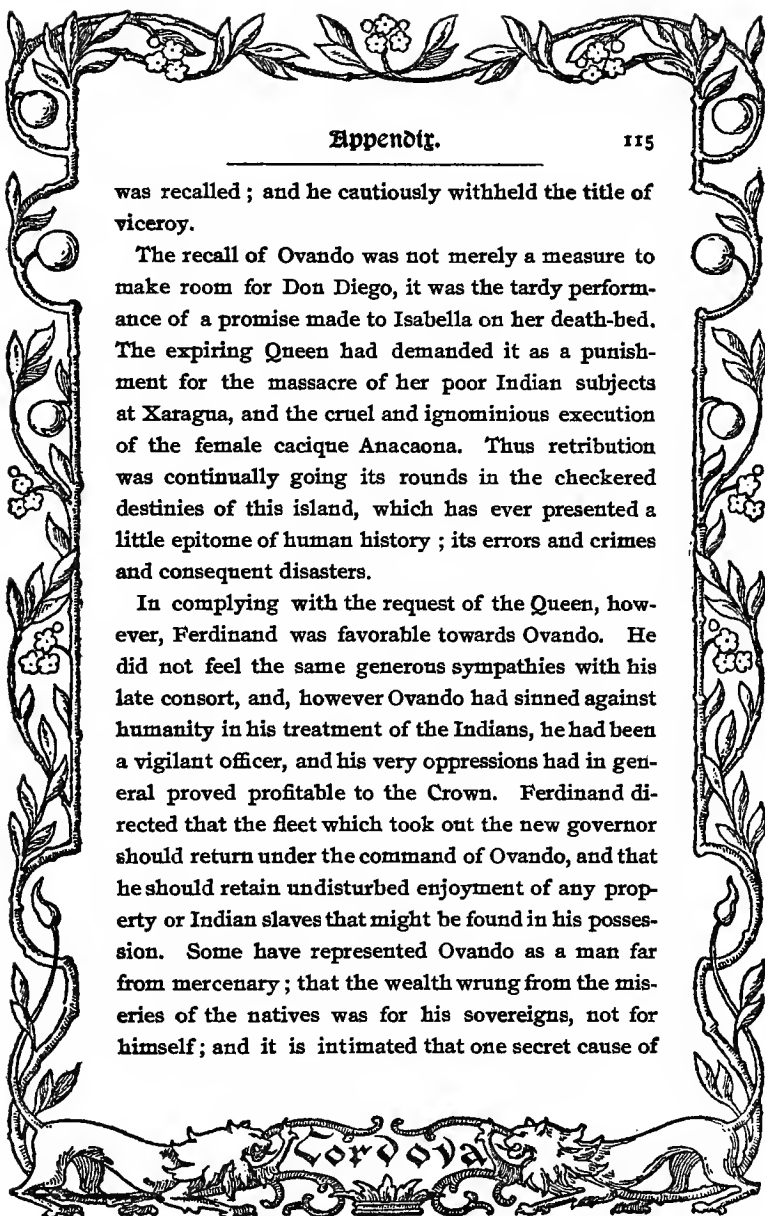 Appendix. 115
was recalled ; and he cautiously withheld the title of
viceroy.
The recall of Ovando was not merely a measure to
make room for Don Diego, it was the tardy perform-
ance of a promise made to Isabella on her death-bed.
The expiring Queen had demanded it as a punish-
ment for the massacre of her poor Indian subjects
at Xaragua, and the cruel and ignominious execution
of the female cacique Anacaona. Thus retribution
was continually going its rounds in the checkered
destinies of this island, which has ever presented a
little epitome of human history ; its errors and crimes
and consequent disasters.
In complying with the request of the Queen, how-
ever, Ferdinand was favorable towards Ovando. He
did not feel the same generous sympathies with his
late consort, and, however Ovando had sinned against
humanity in his treatment of the Indians, he had been
a vigilant officer, and his very oppressions had in gen-
eral proved profitable to the Crown. Ferdinand di-
rected that the fleet which took out the new governor
should return under the command of Ovando, and that
he should retain undisturbed enjoyment of any prop-
erty or Indian slaves that might be found in his posses-
sion. Some have represented Ovando as a man far
from mercenary ; that the wealth wrung from the mis-
eries of the natives was for his sovereigns, not for
himself ; and it is intimated that one secret cause of
Cordova